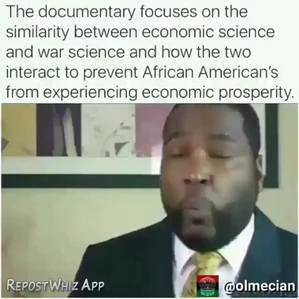 The documentary focuses on the
similarity between economic science
and war science and how the two
interact to prevent African American's
from experiencing economic prosperity.
REPOSTWHIZ APP
@olmecian